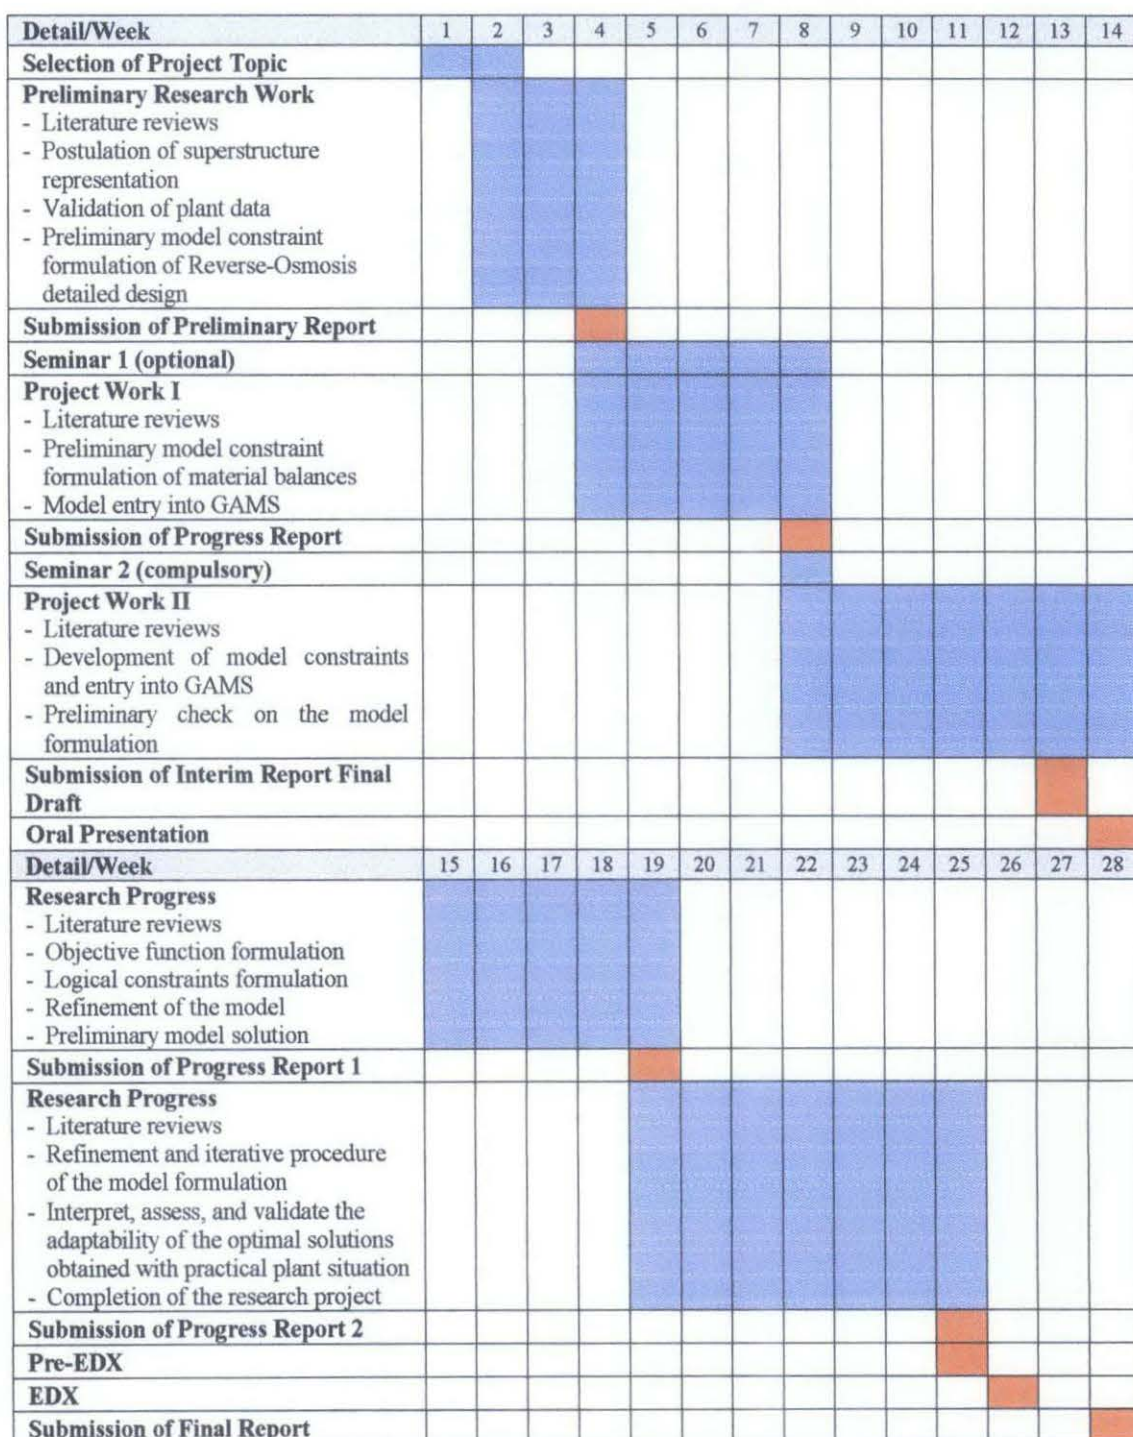 Detail/Week 1 2 3 4 5 6 7 8 9 10 11 12 13 14
Selection of Project Topic
Preliminary Research Work
- Literature reviews
- Postulation of superstructure
representation
- Validation of plant data
- Preliminary model constraint
formulation of Reverse-Osmosis
detailed design
Submission of Preliminary Report
Seminar 1 (optional)
Project Work I
- Literature reviews
- Preliminary model constraint
formulation of material balances
- Model entry into GAMS
Submission of Progress Report
Seminar 2 (compulsory)
Project Work II
- Literature reviews
- Development of model constraints
and entry into GAMS
- Preliminary check on the model
formulation
Submission of Interim Report Final
Draft
Oral Presentation
Detail/Week 15 16 17 18 19 20 21 22 23 24 25 26 27 28
Research Progress
- Literature reviews
- Objective function formulation
- Logical constraints formulation
- Refinement of the model
- Preliminary model solution
Submission of Progress Report 1
Research Progress
- Literature reviews
- Refinement and iterative procedure
of the model formulation
- Interpret, assess, and validate the
adaptability of the optimal solutions
obtained with practical plant situation
- Completion of the research project
Submission of Progress Report 2
Pre-EDX
EDX
Submission of Final Report